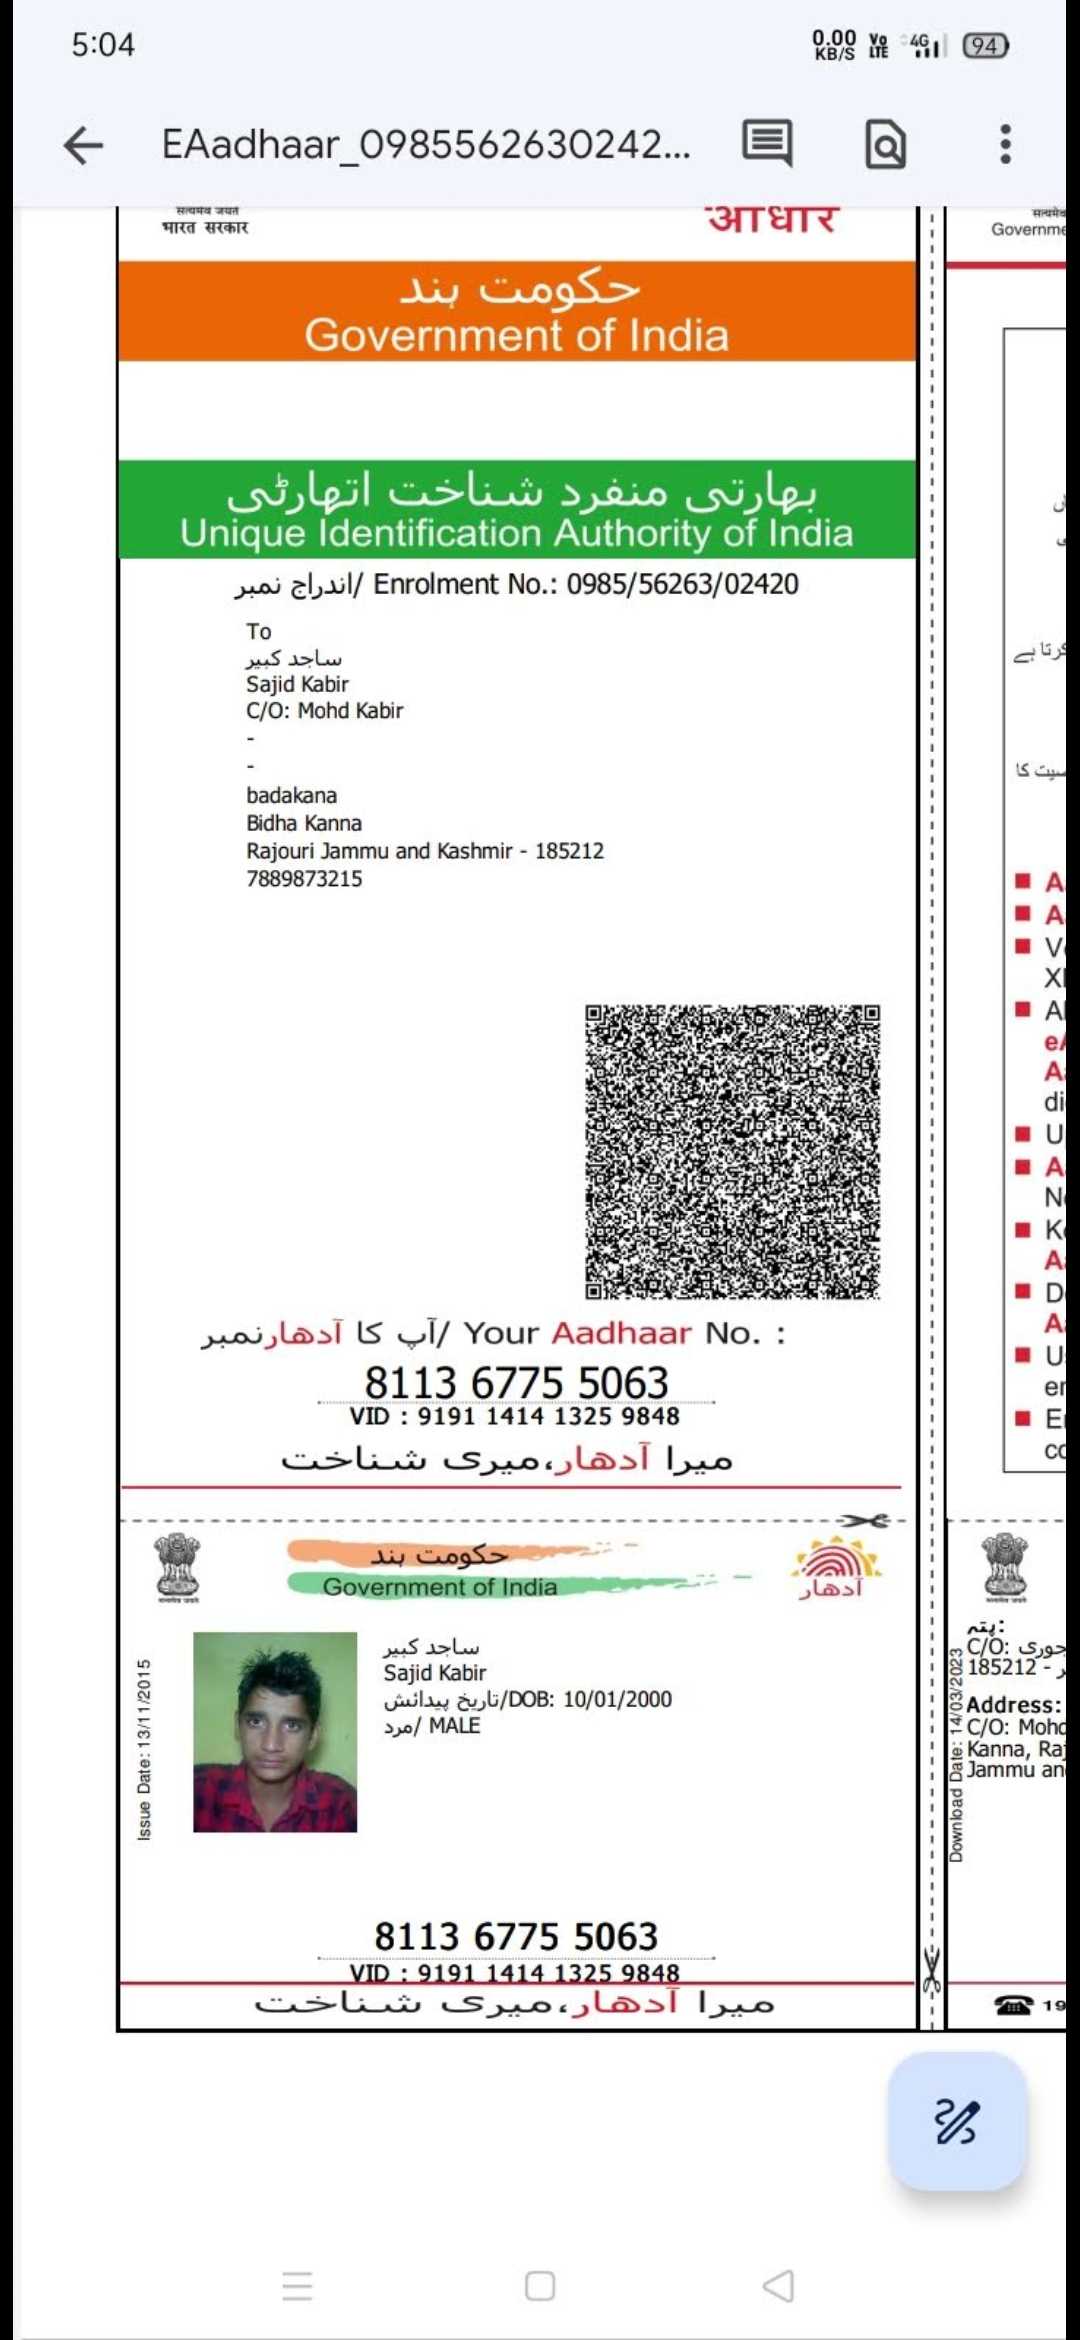 5:04
0.00 KB/S Vo LTE 4G 94
EAadhaar_0985562630242...
सत्यमेव जयते
भारत सरकार
आधार
Governme
حکومت ہند
Government of India
بھارتی منفرد شناخت اتھارٹی
Unique Identification Authority of India
اندراج نمبر/ Enrolment No.: 0985/56263/02420
To
ساجد کبیر
Sajid Kabir
C/O: Mohd Kabir
-
-
badakana
Bidha Kanna
Rajouri Jammu and Kashmir - 185212
7889873215
آپ کا آدھارنمبر/ Your Aadhaar No. :
8113 6775 5063
VID : 9191 1414 1325 9848
میرا آدھار،میری شناخت
حکومت ہند
Government of India
آدھار
Issue Date: 13/11/2015
ساجد کبیر
Sajid Kabir
تاریخ پیدائش/DOB: 10/01/2000
مرد/ MALE
8113 6775 5063
VID : 9191 1414 1325 9848
میرا آدھار،میری شناخت
کرتا ہے
A
A
V
XI
A
eA
A
di
U
A
N
K
A
D
A
U
er
E
co
Download Date: 14/03/2023
پتہ:
C/O:
185212 -
Address:
C/O: Mohd
Kanna, Raj
Jammu an
19